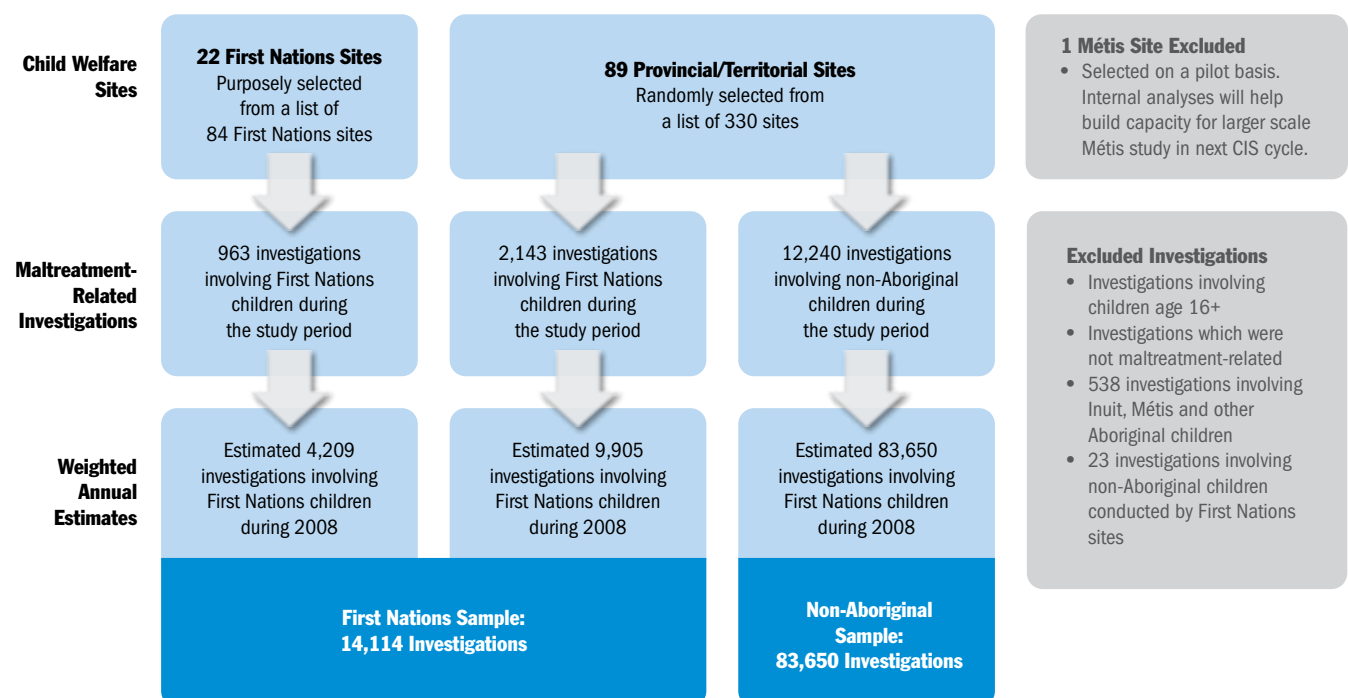 Child Welfare
Sites
22 First Nations Sites
Purposely selected
from a list of
84 First Nations sites
89 Provincial/Territorial Sites
Randomly selected from
a list of 330 sites
1 Métis Site Excluded
• Selected on a pilot basis.
Internal analyses will help
build capacity for larger scale
Métis study in next CIS cycle.
Maltreatment-
Related
Investigations
963 investigations
involving First Nations
children during
the study period
2,143 investigations
involving First Nations
children during
the study period
12,240 investigations
involving non-Aboriginal
children during
the study period
Excluded Investigations
• Investigations involving
children age 16+
• Investigations which were
not maltreatment-related
• 538 investigations involving
Inuit, Métis and other
Aboriginal children
• 23 investigations involving
non-Aboriginal children
conducted by First Nations
sites
Weighted
Annual
Estimates
Estimated 4,209
investigations involving
First Nations children
during 2008
Estimated 9,905
investigations involving
First Nations children
during 2008
Estimated 83,650
investigations involving
First Nations children
during 2008
First Nations Sample:
14,114 Investigations
Non-Aboriginal
Sample:
83,650 Investigations